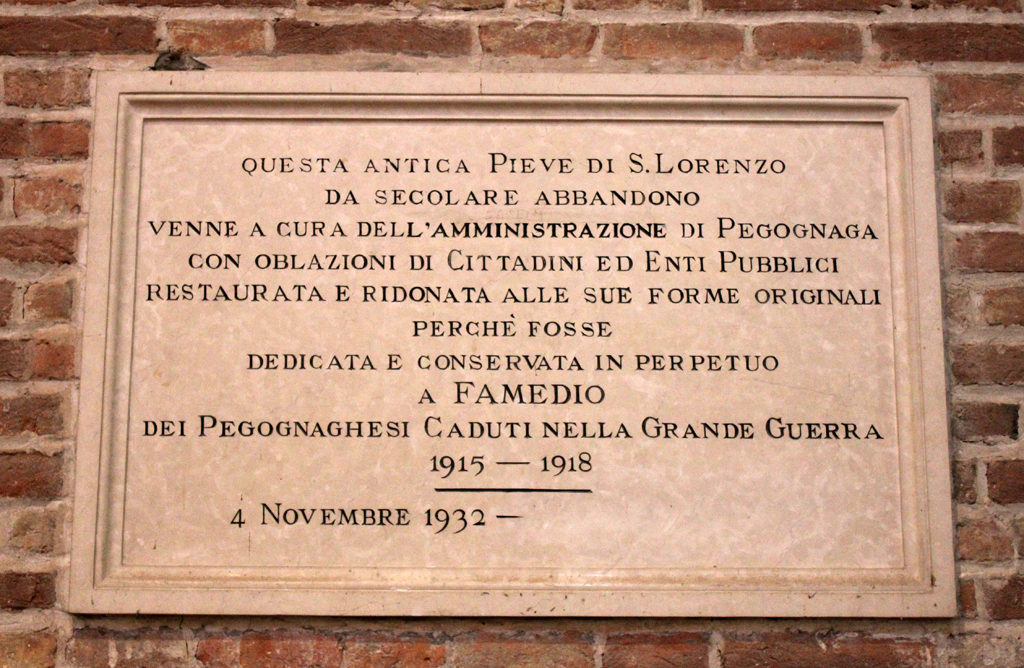 QUESTA ANTICA PIEVE DI S. LORENZO
DA SECOLARE ABBANDONO
VENNE A CURA DELL'AMMINISTRAZIONE DI PEGOGNAGA
CON OBLAZIONI DI CITTADINI ED ENTI PUBBLICI
RESTAURATA E RIDONATA ALLE SUE FORME ORIGINALI
PERCHÈ FOSSE
DEDICATA E CONSERVATA IN PERPETUO
A FAMEDIO
DEI PEGOGNAGHESI CADUTI NELLA GRANDE GUERRA
1915 — 1918
4 NOVEMBRE 1932 —